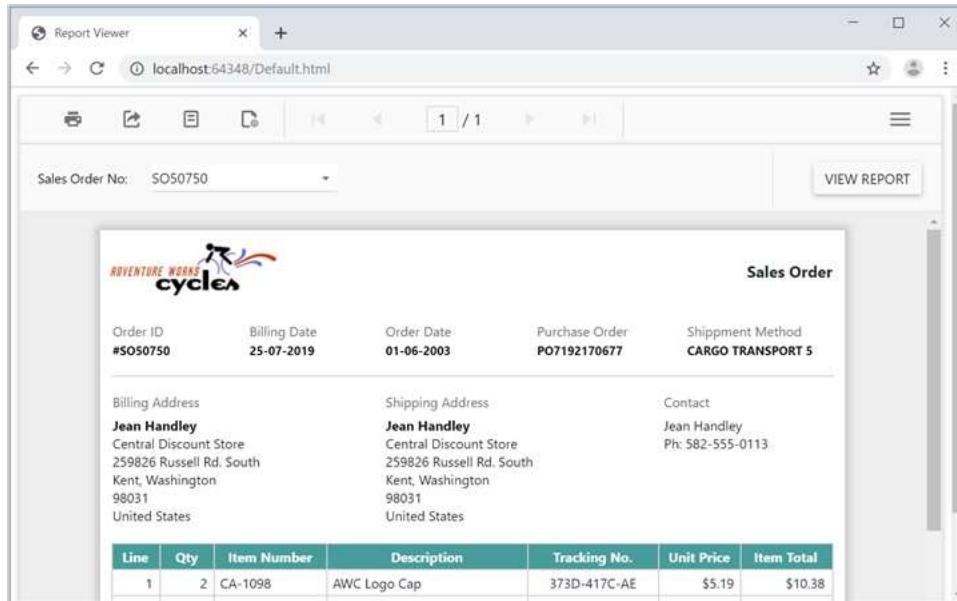 Report Viewer
localhost:64348/Default.html
1 / 1
Sales Order No: SO50750
VIEW REPORT
ADVENTURE WORKS
cycles
Sales Order
Order ID Billing Date Order Date Purchase Order Shippment Method
#SO50750 25-07-2019 01-06-2003 PO7192170677 CARGO TRANSPORT 5
Billing Address Shipping Address Contact
Jean Handley Jean Handley Jean Handley
Central Discount Store Central Discount Store Ph: 582-555-0113
259826 Russell Rd. South 259826 Russell Rd. South
Kent, Washington Kent, Washington
98031 98031
United States United States
Line Qty Item Number Description Tracking No. Unit Price Item Total
1 2 CA-1098 AWC Logo Cap 373D-417C-AE $5.19 $10.38